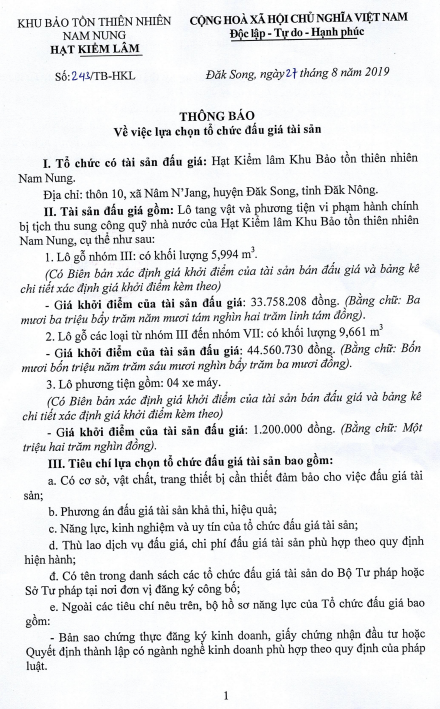 KHU BẢO TỒN THIÊN NHIÊN
NAM NUNG
HẠT KIỂM LÂM
CỘNG HOÀ XÃ HỘI CHỦ NGHĨA VIỆT NAM
Độc lập - Tự do - Hạnh phúc
Số: 243/TB-HKL
Đăk Song, ngày 27 tháng 8 năm 2019
THÔNG BÁO
Về việc lựa chọn tổ chức đấu giá tài sản
I. Tổ chức có tài sản đấu giá: Hạt Kiểm lâm Khu Bảo tồn thiên nhiên
Nam Nung.
Địa chỉ: thôn 10, xã Nâm N'Jang, huyện Đăk Song, tỉnh Đăk Nông.
II. Tài sản đấu giá gồm: Lô tang vật và phương tiện vi phạm hành chính
bị tịch thu sung công quỹ nhà nước của Hạt Kiểm lâm Khu Bảo tồn thiên nhiên
Nam Nung, cụ thể như sau:
1. Lô gỗ nhóm III: có khối lượng 5,994 m³.
(Có Biên bản xác định giá khởi điểm của tài sản bán đấu giá và bảng kê
chi tiết xác định giá khởi điểm kèm theo)
- Giá khởi điểm của tài sản đấu giá: 33.758.208 đồng. (Bằng chữ: Ba
mươi ba triệu bảy trăm năm mươi tám nghìn hai trăm linh tám đồng).
2. Lô gỗ các loại từ nhóm III đến nhóm VII: có khối lượng 9,661 m³
- Giá khởi điểm của tài sản đấu giá: 44.560.730 đồng. (Bằng chữ: Bốn
mươi bốn triệu năm trăm sáu mươi nghìn bảy trăm ba mươi đồng).
3. Lô phương tiện gồm: 04 xe máy.
(Có Biên bản xác định giá khởi điểm của tài sản bán đấu giá và bảng kê
chi tiết xác định giá khởi điểm kèm theo)
- Giá khởi điểm của tài sản đấu giá: 1.200.000 đồng. (Bằng chữ: Một
triệu hai trăm nghìn đồng).
III. Tiêu chí lựa chọn tổ chức đấu giá tài sản bao gồm:
a. Có cơ sở, vật chất, trang thiết bị cần thiết đảm bảo cho việc đấu giá tài
sản;
b. Phương án đấu giá tài sản khả thi, hiệu quả;
c. Năng lực, kinh nghiệm và uy tín của tổ chức đấu giá tài sản;
d. Thù lao dịch vụ đấu giá, chi phí đấu giá tài sản phù hợp theo quy định
hiện hành;
đ. Có tên trong danh sách các tổ chức đấu giá tài sản do Bộ Tư pháp hoặc
Sở Tư pháp tại nơi đơn vị đăng ký công bố;
e. Ngoài các tiêu chí nêu trên, bộ hồ sơ năng lực của Tổ chức đấu giá bao
gồm:
- Bản sao chứng thực đăng ký kinh doanh, giấy chứng nhận đầu tư hoặc
Quyết định thành lập có ngành nghề kinh doanh phù hợp theo quy định của pháp
luật.
1